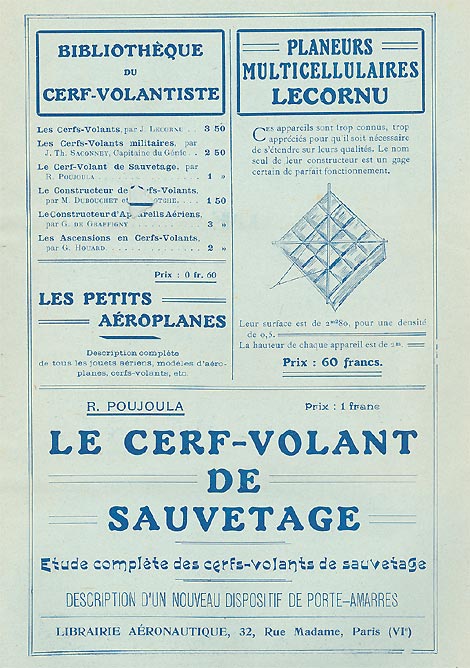 BIBLIOTHÈQUE
DU
CERF-VOLANTISTE
Les Cerfs-Volants, par J. LECORNU . . 3 50
Les Cerfs-Volants militaires, par
J. TH. SACONNEY, Capitaine du Génie . . 2 50
Le Cerf-Volant de Sauvetage, par
R. POUJOULA . . . . . . . . . . . . . 1 »
Le Constructeur de fs-Volants,
par M. DUBOUCHET et . . 1 50
Le Constructeur d'Appareils Aériens,
par G. DE GRAFFIGNY . . . . . . . . 3 »
Les Ascensions en Cerfs-Volants,
par G. HOUARD . . . . . . . . . . . . 2 »
Prix : 0 fr. 60
LES PETITS
AÉROPLANES
Description complète
de tous les jouets aériens, modèles d'aéro-
planes, cerfs-volants, etc.
PLANEURS
MULTICELLULAIRES
LECORNU
Ces appareils sont trop connus, trop
appréciés pour qu'il soit nécessaire
de s'étendre sur leurs qualités. Le nom
seul de leur constructeur est un gage
certain de parfait fonctionnement.
Leur surface est de 2mq80, pour une densité
de 0,5.
La hauteur de chaque appareil est de 2m.
Prix : 60 francs.
R. POUJOULA Prix : 1 franc
LE CERF-VOLANT
DE
SAUVETAGE
Etude complète des cerfs-volants de sauvetage
DESCRIPTION D'UN NOUVEAU DISPOSITIF DE PORTE-AMARRES
LIBRAIRIE AÉRONAUTIQUE, 32, Rue Madame, Paris (VIe)